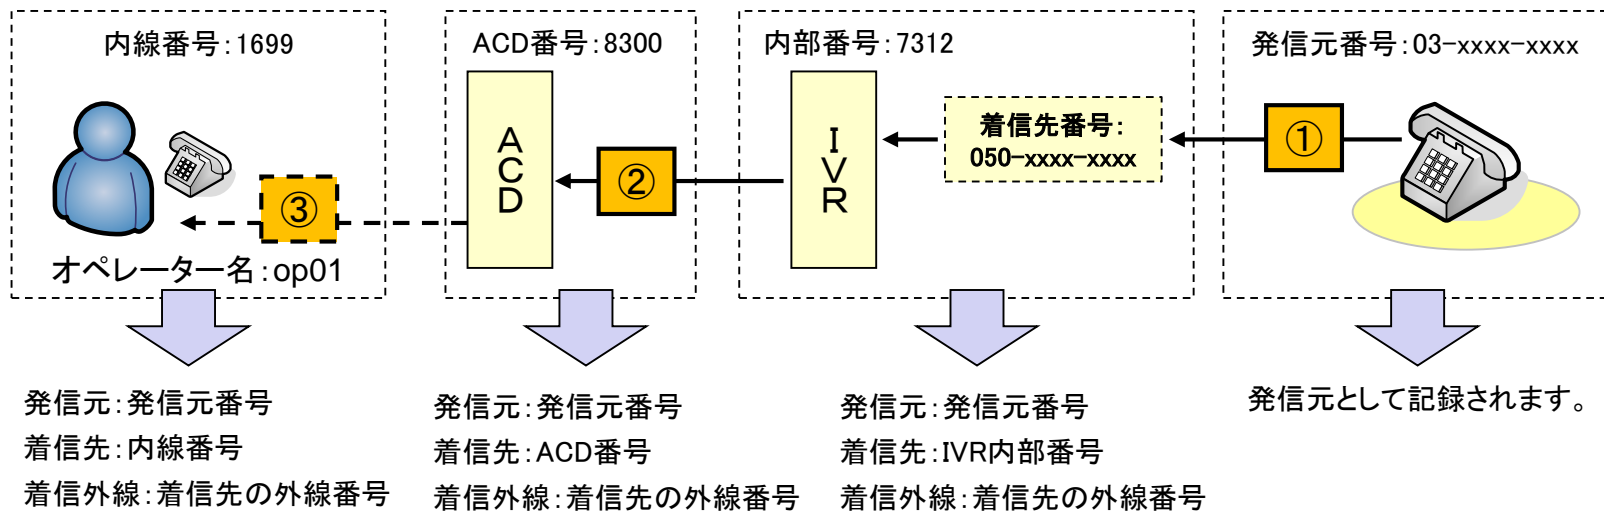 内線番号：1699
ACD番号：8300
内部番号：7312
発信元番号：03-xxxx-xxxx
ACD
IVR
着信先番号：
050-xxxx-xxxx
①
②
③
オペレーター名：op01
発信元：発信元番号
着信先：内線番号
着信外線：着信先の外線番号
発信元：発信元番号
着信先：ACD番号
着信外線：着信先の外線番号
発信元：発信元番号
着信先：IVR内部番号
着信外線：着信先の外線番号
発信元として記録されます。